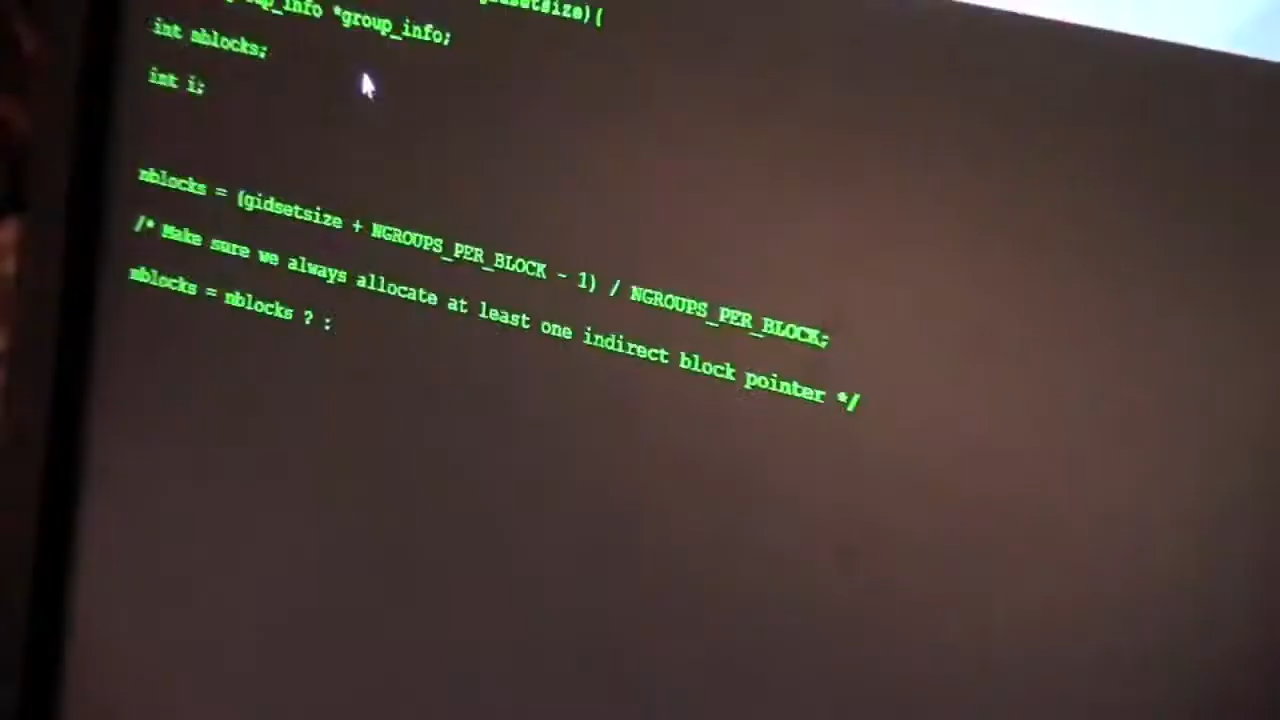 *group_info;
int nblocks;
int i;
nblocks = (gidsetsize + NGROUPS_PER_BLOCK - 1) / NGROUPS_PER_BLOCK;
/* Make sure we always allocate at least one indirect block pointer */
nblocks = nblocks ? :